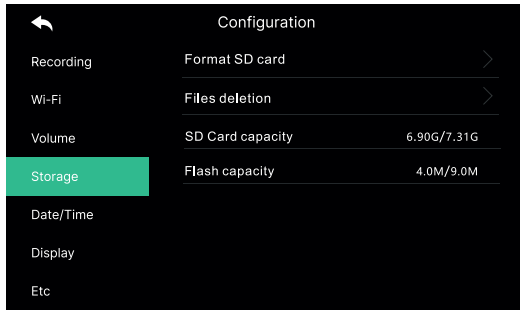 Configuration
Recording
Wi-Fi
Volume
Storage
Date/Time
Display
Etc
Format SD card
Files deletion
SD Card capacity 6.90G/7.31G
Flash capacity 4.0M/9.0M